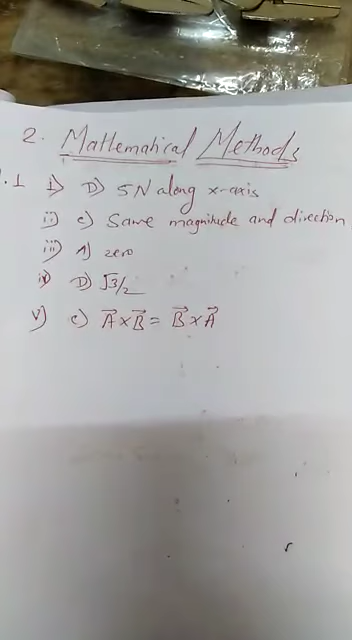 2. Mathematical Methods
.1 i) D) 5N along x-axis
ii) c) Same magnitude and direction
iii) A) zero
iv) D) √3/2
v) c) A⃗ × B⃗ = B⃗ × A⃗